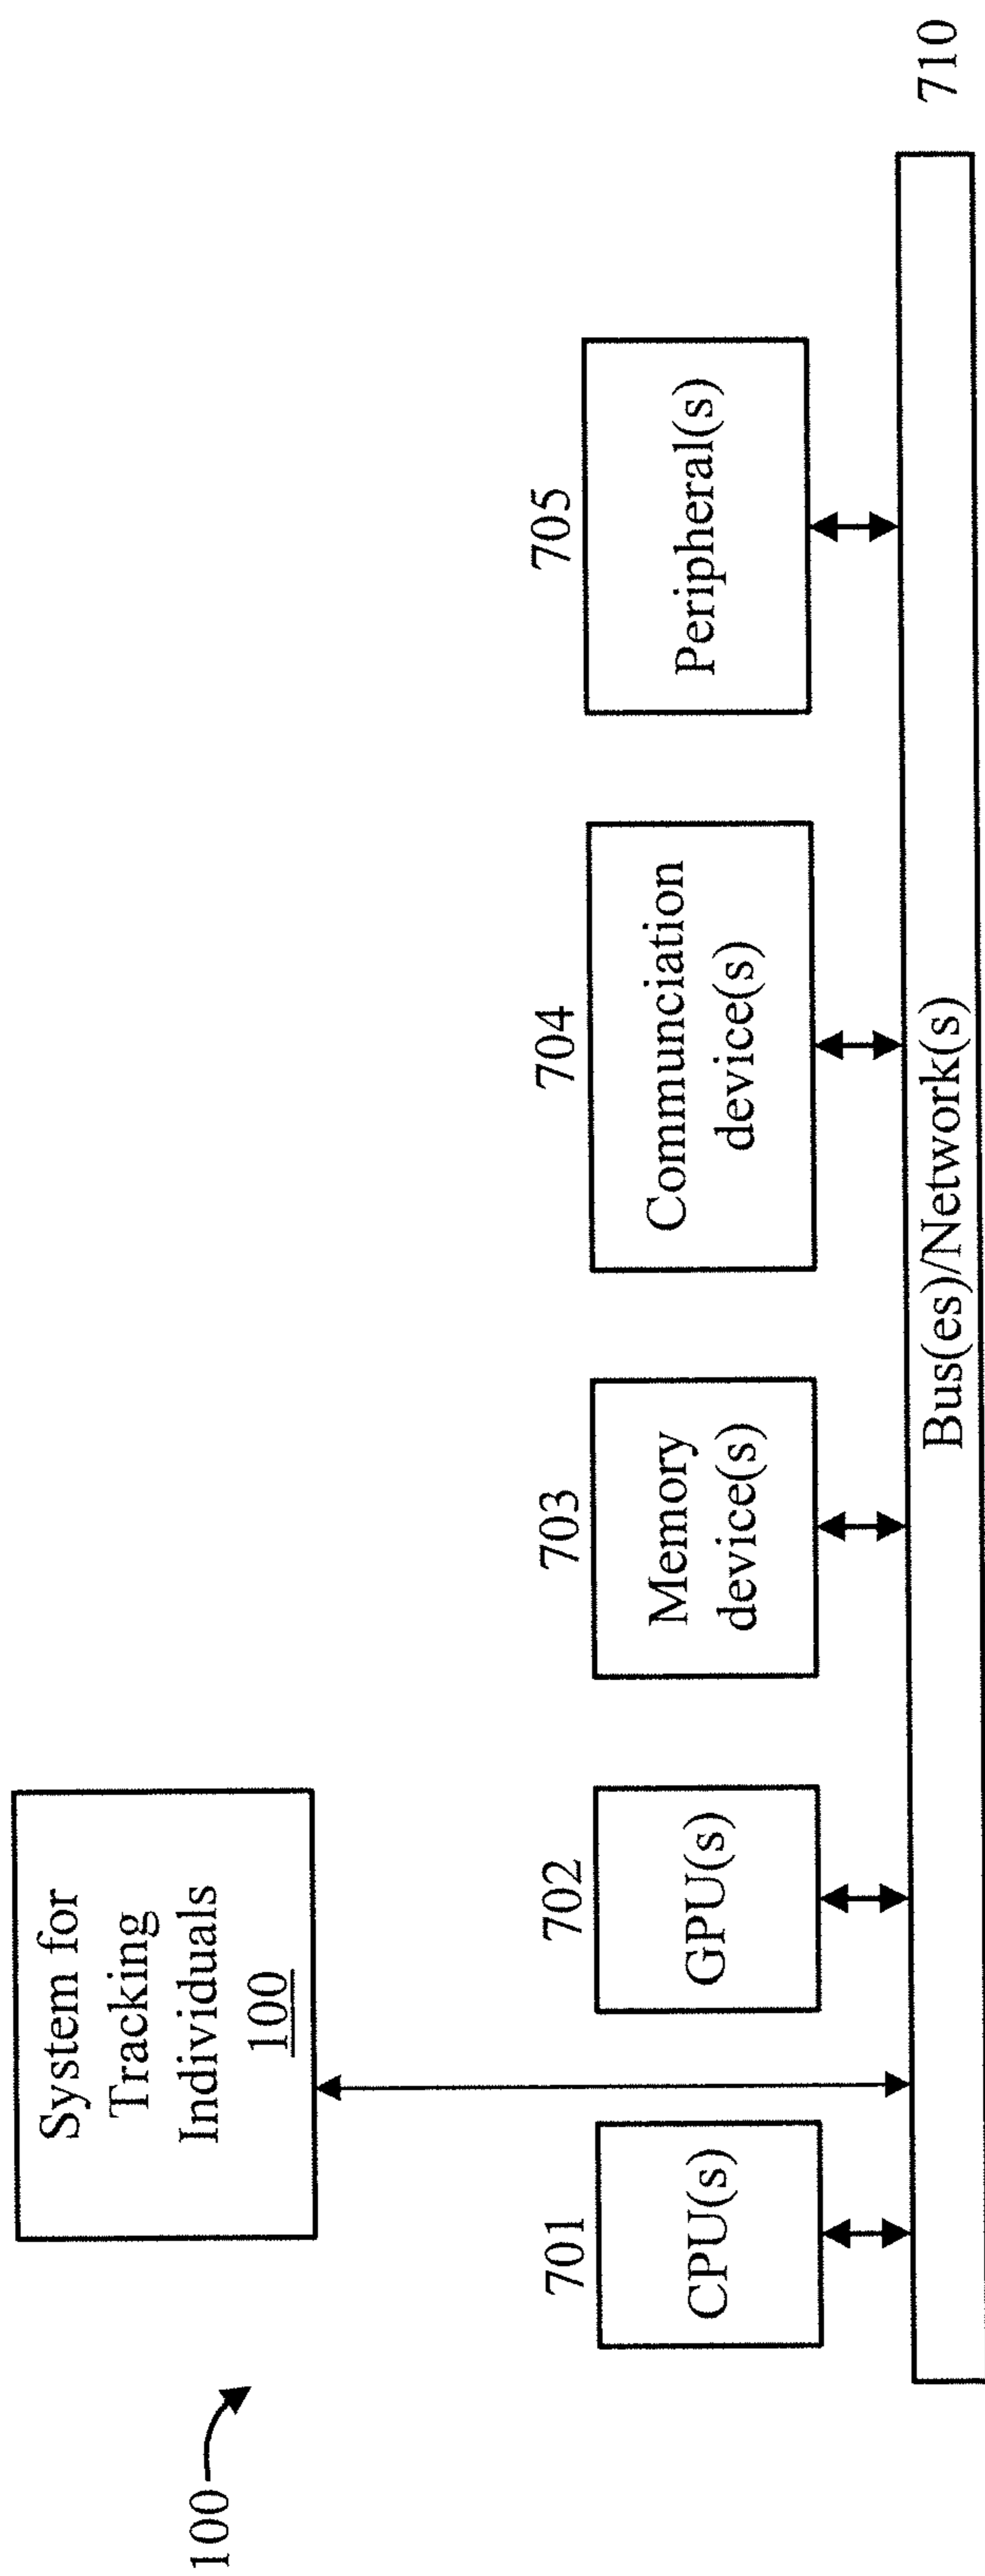 100
System for
Tracking
Individuals
100
701
CPU(s)
702
GPU(s)
703
Memory
device(s)
704
Communciation
device(s)
705
Peripheral(s)
Bus(es)/Network(s)
710